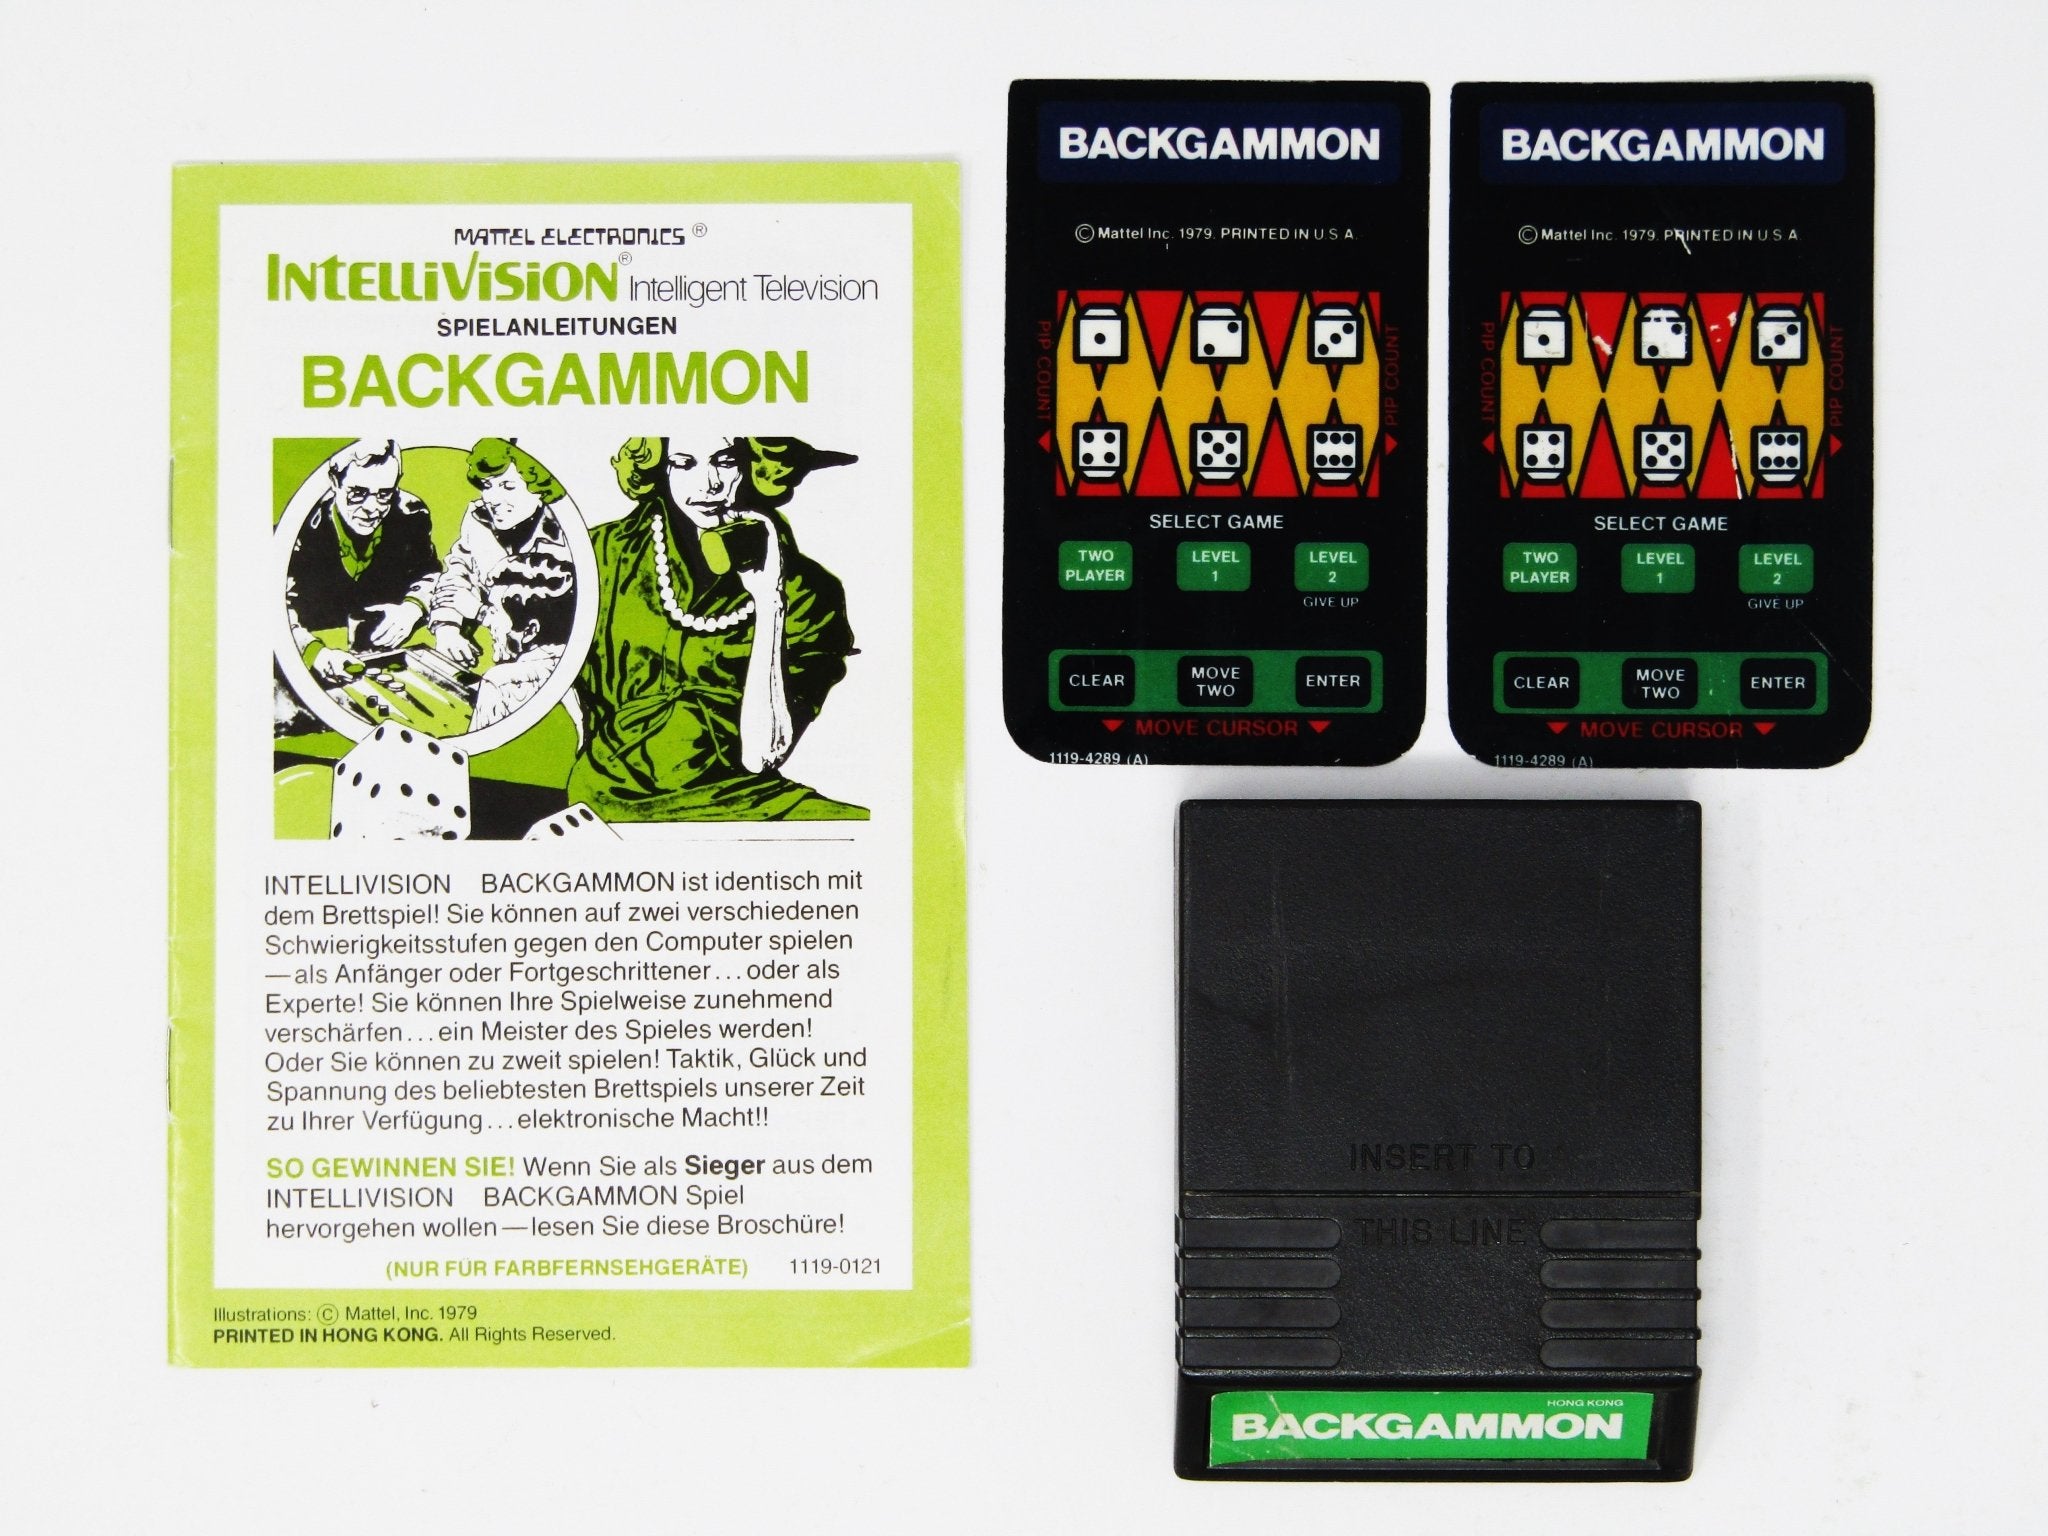 MATTEL ELECTRONICS®
INTELLIVISION® Intelligent Television
SPIELANLEITUNGEN
BACKGAMMON
INTELLIVISION BACKGAMMON ist identisch mit
dem Brettspiel! Sie können auf zwei verschiedenen
Schwierigkeitsstufen gegen den Computer spielen
—als Anfänger oder Fortgeschrittener...oder als
Experte! Sie können Ihre Spielweise zunehmend
verschärfen...ein Meister des Spieles werden!
Oder Sie können zu zweit spielen! Taktik, Glück und
Spannung des beliebtesten Brettspiels unserer Zeit
zu Ihrer Verfügung...elektronische Macht!!
SO GEWINNEN SIE! Wenn Sie als Sieger aus dem
INTELLIVISION BACKGAMMON Spiel
hervorgehen wollen—lesen Sie diese Broschüre!
(NUR FÜR FARBFERNSEHGERÄTE) 1119-0121
Illustrations: © Mattel, Inc. 1979
PRINTED IN HONG KONG. All Rights Reserved.
BACKGAMMON
© Mattel Inc. 1979. PRINTED IN U.S.A.
PIP COUNT
PIP COUNT
SELECT GAME
TWO PLAYER
LEVEL 1
LEVEL 2
GIVE UP
CLEAR
MOVE TWO
ENTER
MOVE CURSOR
1119-4289 (A)
BACKGAMMON
© Mattel Inc. 1979. PRINTED IN U.S.A.
PIP COUNT
PIP COUNT
SELECT GAME
TWO PLAYER
LEVEL 1
LEVEL 2
GIVE UP
CLEAR
MOVE TWO
ENTER
MOVE CURSOR
1119-4289 (A)
INSERT TO
THIS LINE
HONG KONG
BACKGAMMON